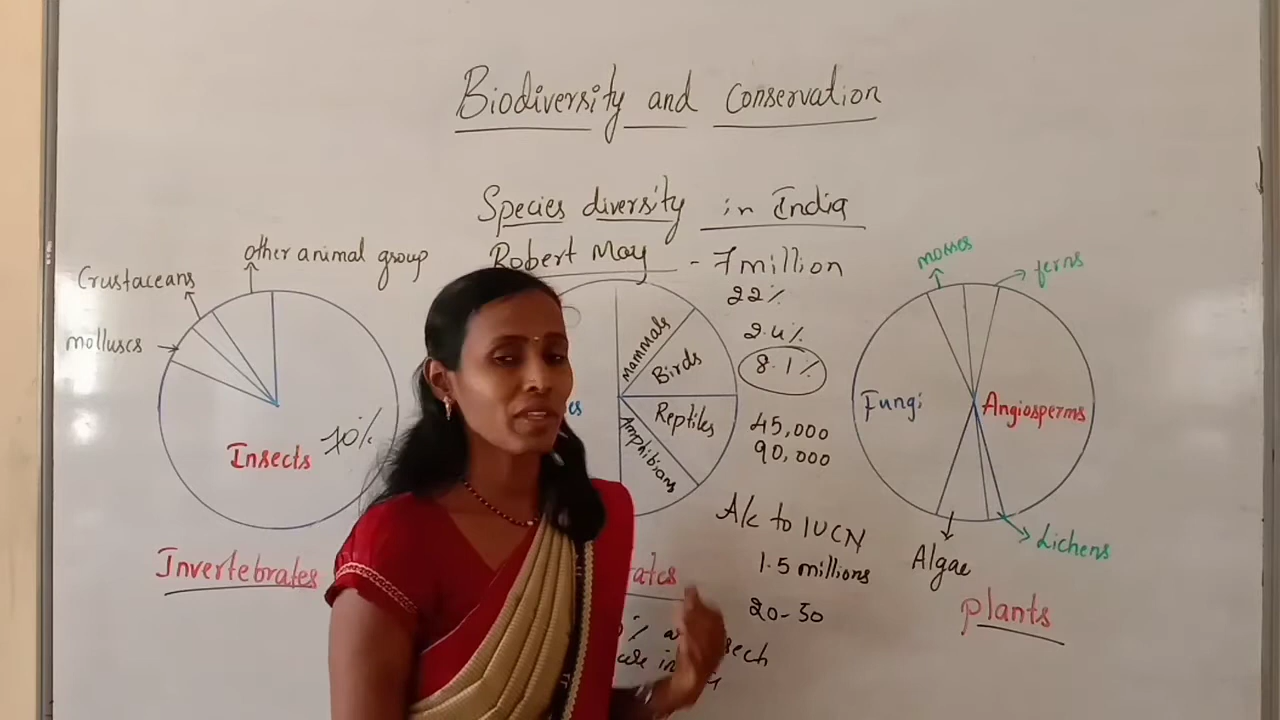 Biodiversity and Conservation
Species diversity in India
Robert May - 7 million
22%
2.4%
8.1%
45,000
90,000
A/c to IUCN
1.5 millions
20-50
other animal group
Crustaceans
molluscs
Insects 70%
Invertebrates
Mammals
Birds
Reptiles
Amphibians
mosses
ferns
Fungi
Angiosperms
Algae
Lichens
plants